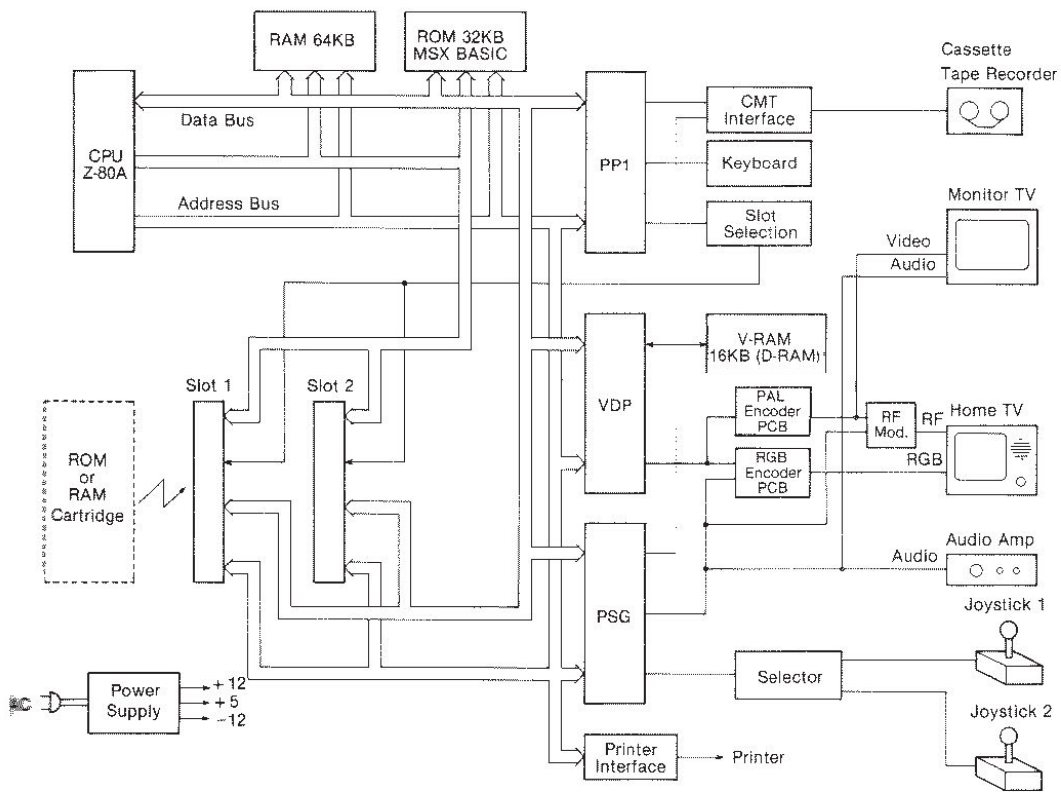 RAM 64KB
ROM 32KB
MSX BASIC
Cassette
Tape Recorder
CPU
Z-80A
Data Bus
Address Bus
PP1
CMT
Interface
Keyboard
Slot
Selection
Monitor TV
Video
Audio
V-RAM
16KB (D-RAM)
VDP
Slot 1
Slot 2
PAL
Encoder
PCB
RGB
Encoder
PCB
RF
Mod.
RF
RGB
Home TV
ROM
or
RAM
Cartridge
PSG
Audio
Audio Amp
Joystick 1
Selector
Joystick 2
AC
Power
Supply
+12
+5
-12
Printer
Interface
Printer